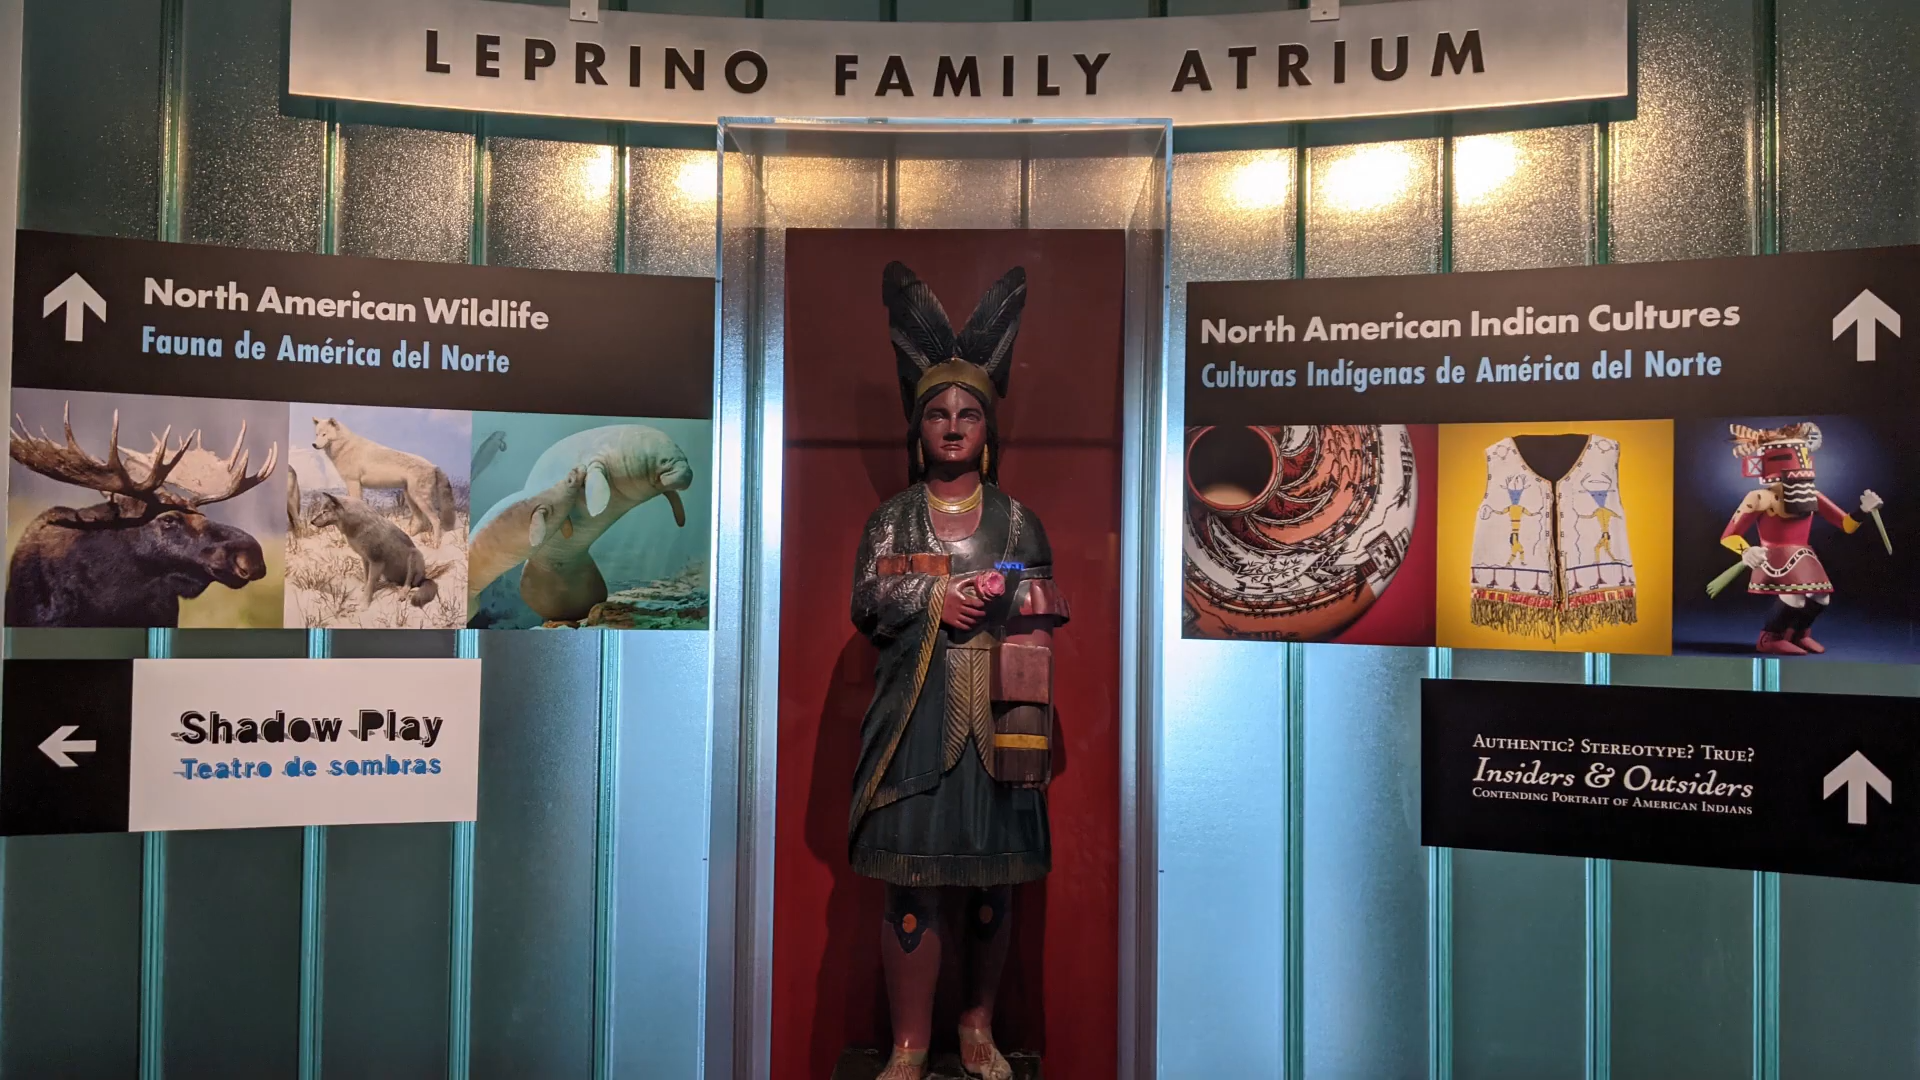 LEPRINO FAMILY ATRIUM
North American Wildlife
Fauna de América del Norte
Shadow Play
Teatro de sombras
North American Indian Cultures
Culturas Indígenas de América del Norte
AUTHENTIC? STEREOTYPE? TRUE?
Insiders & Outsiders
CONTENDING PORTRAIT OF AMERICAN INDIANS